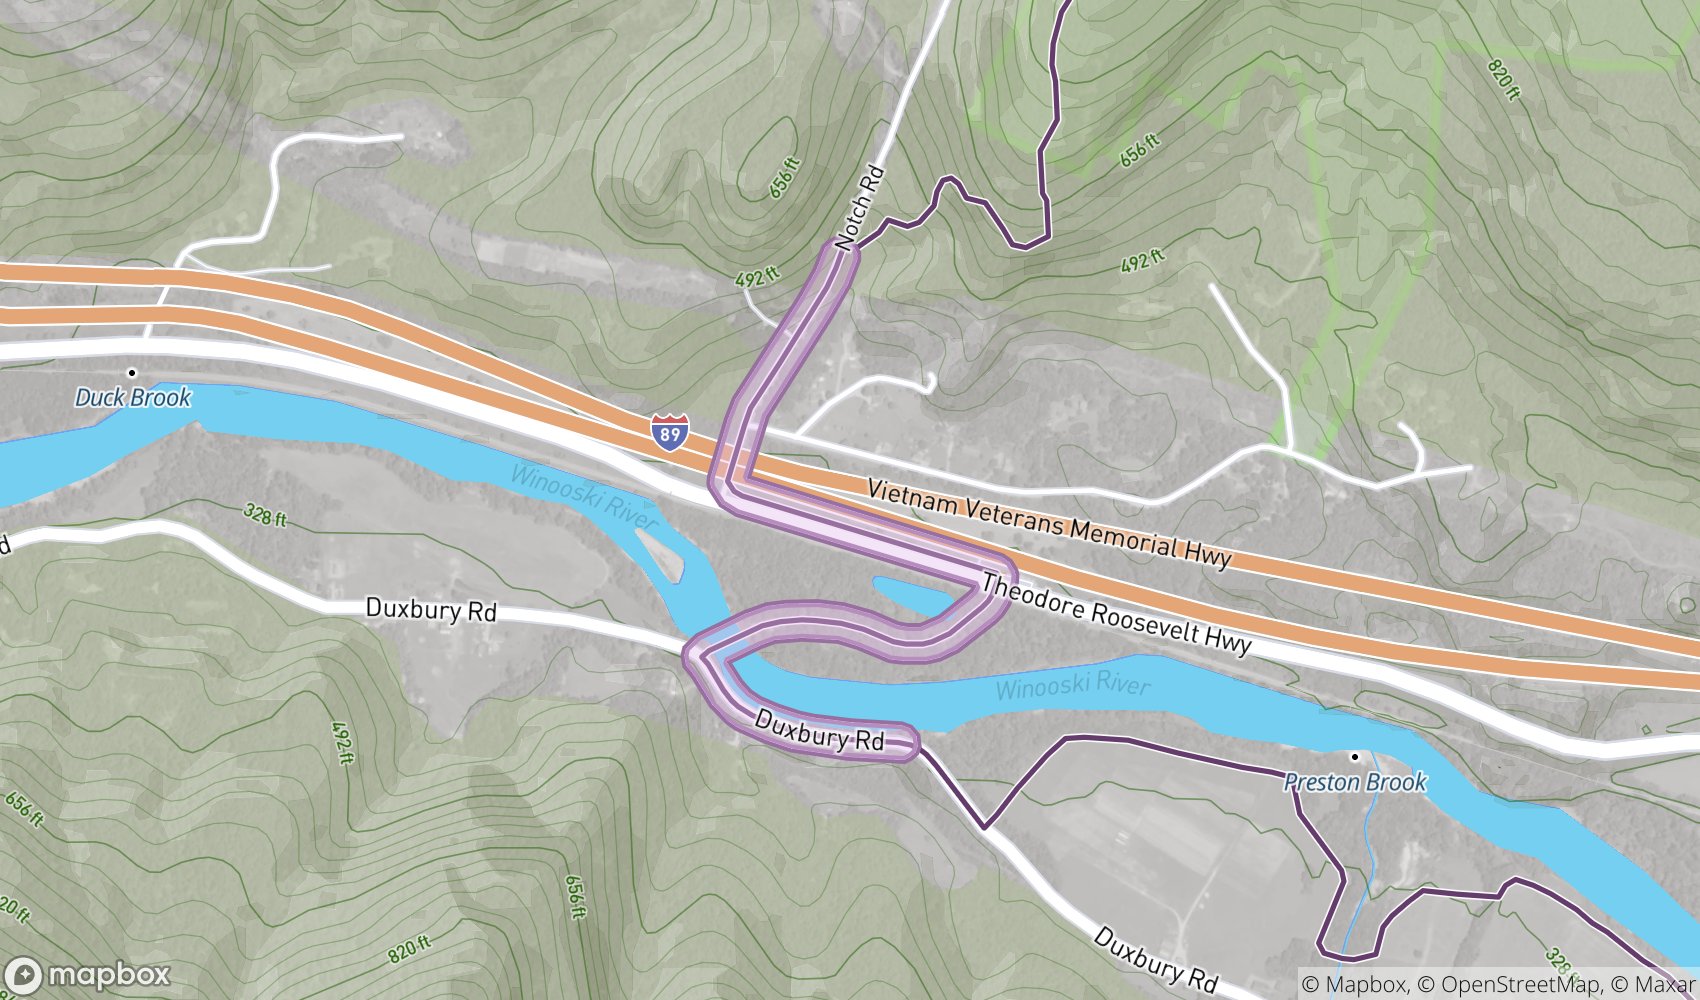 820 ft
656 ft
656 ft
Notch Rd
492 ft
492 ft
Duck Brook
89
Winooski River
Vietnam Veterans Memorial Hwy
328 ft
d
Duxbury Rd
Theodore Roosevelt Hwy
Winooski River
Duxbury Rd
492 ft
Preston Brook
656 ft
656 ft
20 ft
820 ft
Duxbury Rd
328 ft
mapbox
© Mapbox, © OpenStreetMap, © Maxar